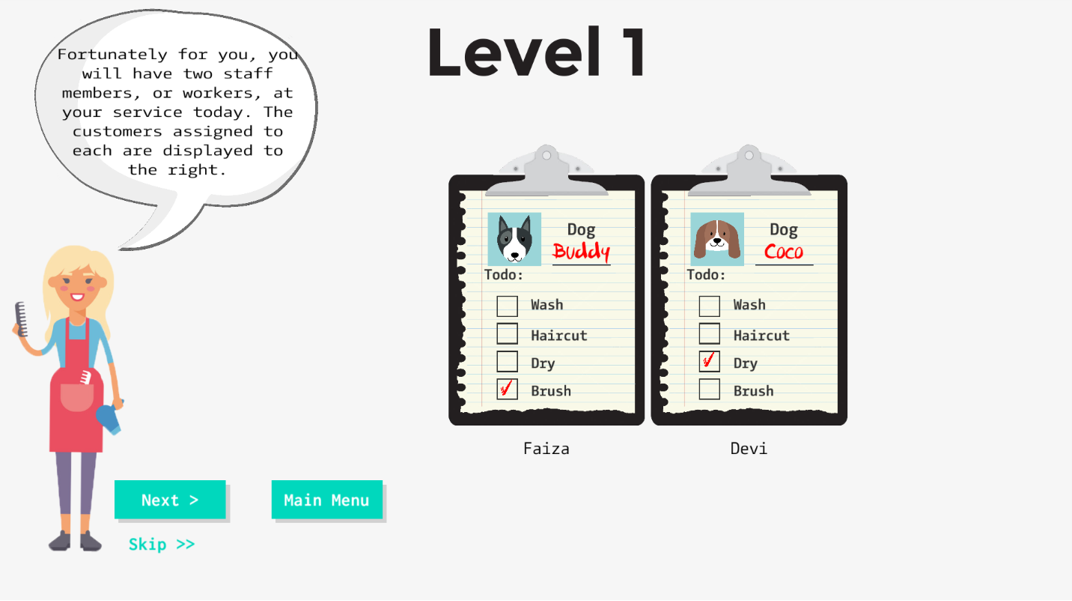 Level 1
Fortunately for you, you
will have two staff
members, or workers, at
your service today. The
customers assigned to
each are displayed to
the right.
Dog
Buddy
Todo:
Wash
Haircut
Dry
Brush
Faiza
Dog
Coco
Todo:
Wash
Haircut
Dry
Brush
Devi
Next >
Main Menu
Skip >>